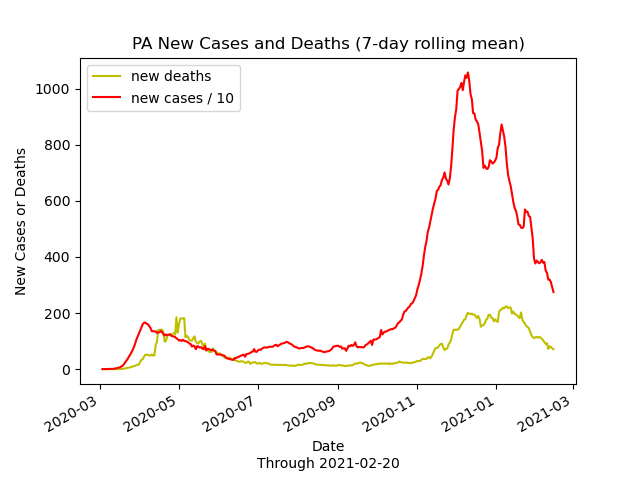 PA New Cases and Deaths (7-day rolling mean)
new deaths
new cases / 10
1000
800
600
400
200
0
New Cases or Deaths
2020-03
2020-05
2020-07
2020-09
2020-11
2021-01
2021-03
Date
Through 2021-02-20